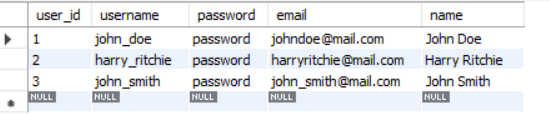 user_id username password email name
1 john_doe password johndoe@mail.com John Doe
2 harry_ritchie password harryritchie@mail.com Harry Ritchie
3 john_smith password john_smith@mail.com John Smith
NULL NULL NULL NULL NULL